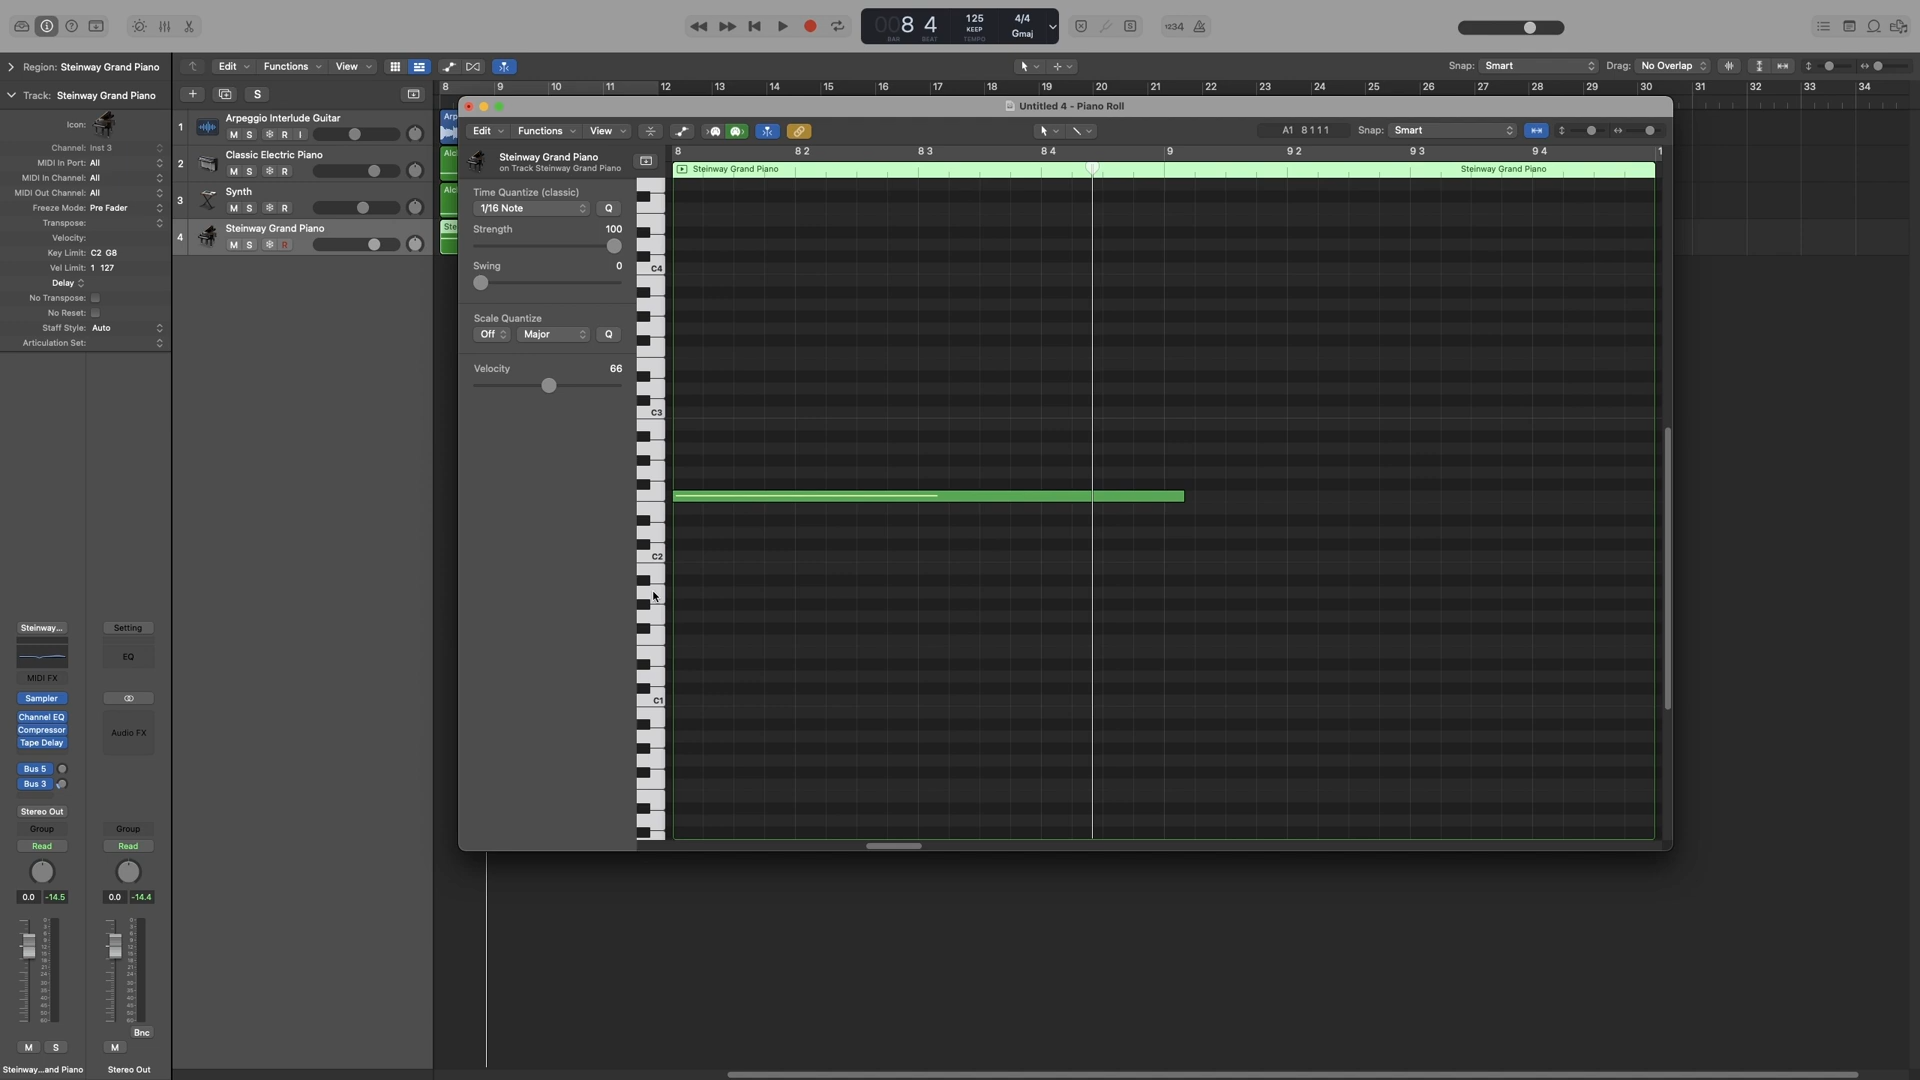 008 4
BAR BEAT
125
KEEP
TEMPO
4/4
Gmaj
1234
Region: Steinway Grand Piano
Edit
Functions
View
Snap: Smart
Drag: No Overlap
Track: Steinway Grand Piano
S
8 9 10 11 12 13 14 15 16 17 18 19 20 21 22 23 24 25 26 27 28 29 30 31 32 33 34
Untitled 4 - Piano Roll
Icon:
Channel: Inst 3
MIDI In Port: All
MIDI In Channel: All
MIDI Out Channel: All
Freeze Mode: Pre Fader
Transpose:
Velocity:
Key Limit: C2 G8
Vel Limit: 1 127
Delay
No Transpose:
No Reset:
Staff Style: Auto
Articulation Set:
1 Arpeggio Interlude Guitar
M S R I
2 Classic Electric Piano
M S R
3 Synth
M S R
4 Steinway Grand Piano
M S R
Arp
Alc
Alc
Ste
Edit
Functions
View
A1 8 1 1 1
Snap: Smart
Steinway Grand Piano
on Track Steinway Grand Piano
8 8 2 8 3 8 4 9 9 2 9 3 9 4 1
Steinway Grand Piano
Steinway Grand Piano
Time Quantize (classic)
1/16 Note
Q
Strength 100
Swing 0
Scale Quantize
Off
Major
Q
Velocity 66
C4
C3
C2
C1
Steinway...
Setting
EQ
MIDI FX
Sampler
Channel EQ
Compressor
Tape Delay
Audio FX
Bus 5
Bus 3
Stereo Out
Group
Group
Read
Read
0.0 -14.5
0.0 -14.4
Bnc
M S
M
Steinway...and Piano
Stereo Out